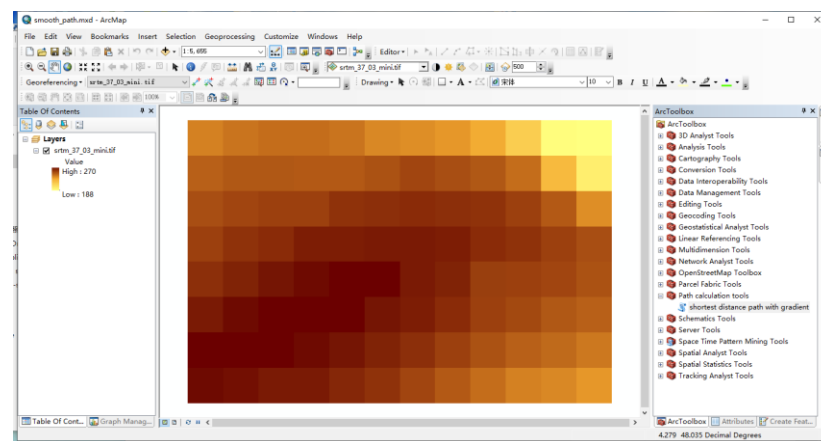 smooth_path.mxd - ArcMap
File Edit View Bookmarks Insert Selection Geoprocessing Customize Windows Help
1:5,655
Editor
srtm_37_03_mini.tif
500
Georeferencing srtm_37_03_mini.tif
Drawing A 宋体 10 B I U A
100%
Table Of Contents
Layers
srtm_37_03_mini.tif
Value
High : 270
Low : 188
Table Of Cont... Graph Manag...
ArcToolbox
ArcToolbox
3D Analyst Tools
Analysis Tools
Cartography Tools
Conversion Tools
Data Interoperability Tools
Data Management Tools
Editing Tools
Geocoding Tools
Geostatistical Analyst Tools
Linear Referencing Tools
Multidimension Tools
Network Analyst Tools
OpenStreetMap Toolbox
Parcel Fabric Tools
Path calculation tools
shortest distance path with gradient
Schematics Tools
Server Tools
Space Time Pattern Mining Tools
Spatial Analyst Tools
Spatial Statistics Tools
Tracking Analyst Tools
ArcToolbox Attributes Create Feat...
4.279 48.035 Decimal Degrees